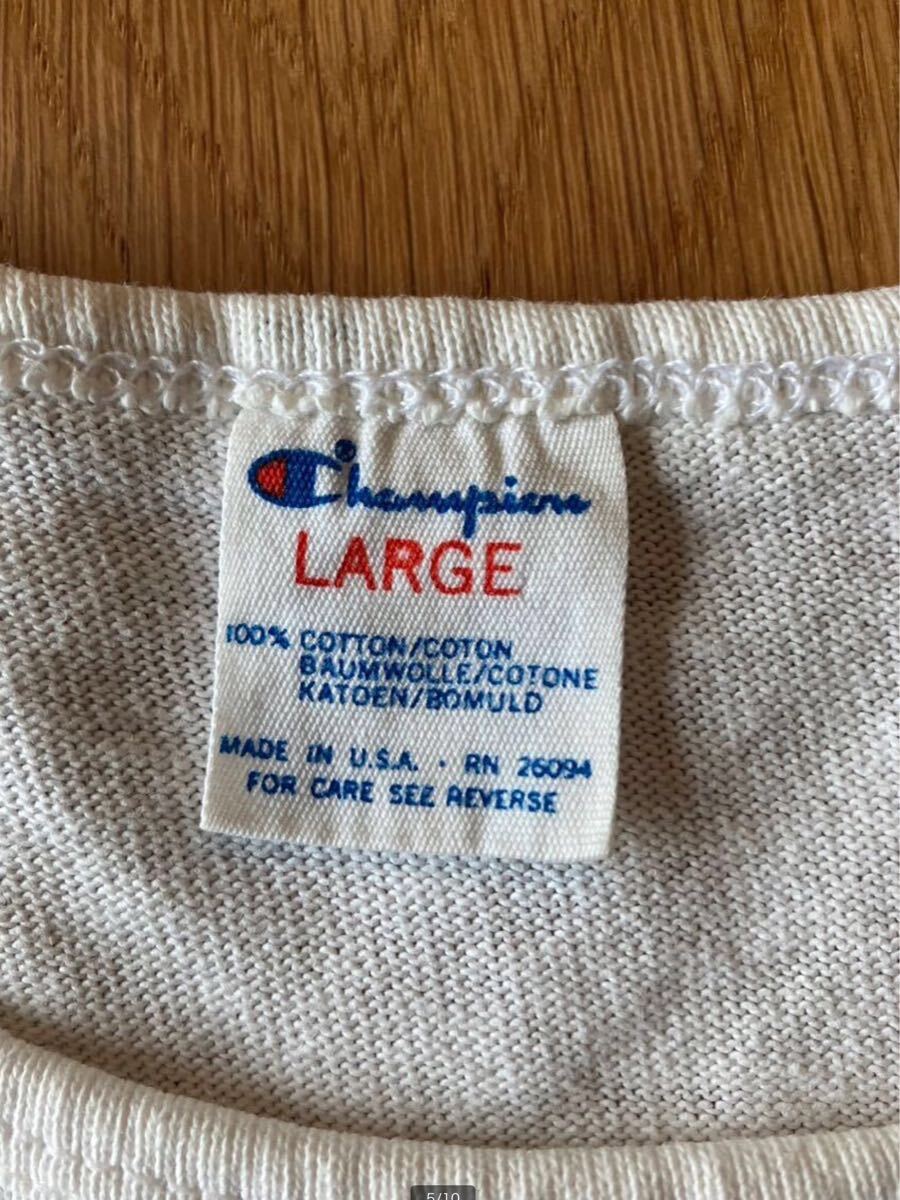 Champion®
LARGE
100% COTTON/COTON
BAUMWOLLE/COTONE
KATOEN/BOMULD
MADE IN U.S.A. · RN 26094
FOR CARE SEE REVERSE
5/10